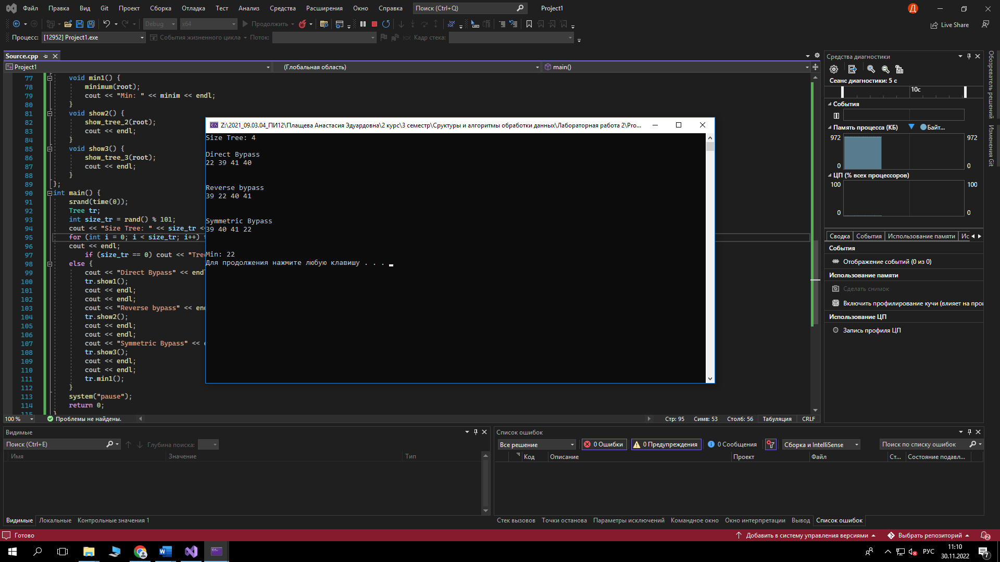 Файл Правка Вид Git Проект Сборка Отладка Тест Анализ Средства Расширения Окно Справка Поиск (Ctrl+Q) Project1 Д
Debug x64 Продолжить Live Share
Процесс: [12952] Project1.exe События жизненного цикла Поток: Кадр стека:
Source.cpp
Project1 (Глобальная область) main()
77 void min1() {
78 minimum(root);
79 cout << "Min: " << minim << endl;
80 }
81 void show2() {
82 show_tree_2(root);
83 cout << endl;
84 }
85 void show3() {
86 show_tree_3(root);
87 cout << endl;
88 }
89 };
90 int main() {
91 srand(time(0));
92 Tree tr;
93 int size_tr = rand() % 101;
94 cout << "Size Tree: " << size_tr <<
95 for (int i = 0; i < size_tr; i++)
96 cout << endl;
97 if (size_tr == 0) cout << "Tre
98 else {
99 cout << "Direct Bypass" << endl
100 tr.show1();
101 cout << endl;
102 cout << endl;
103 cout << "Reverse bypass" << end
104 tr.show2();
105 cout << endl;
106 cout << endl;
107 cout << "Symmetric Bypass" <<
108 tr.show3();
109 cout << endl;
110 cout << endl;
111 tr.min1();
112 }
113 system("pause");
114 return 0;
115 }
Z:\2021_09.03.04_ПИ12\Плащева Анастасия Эдуардовна\2 курс\3 семестр\Сруктуры и алгоритмы обработки данных\Лабораторная работа 2\Pro...
Size Tree: 4
Direct Bypass
22 39 41 40
Reverse bypass
39 22 40 41
Symmetric Bypass
39 40 41 22
Min: 22
Для продолжения нажмите любую клавишу . . .
100 % Проблемы не найдены. Стр: 95 Симв: 53 Столб: 56 Табуляция CRLF
Средства диагностики
Сеанс диагностики: 5 с
10с
События
Память процесса (КБ) Байт...
972 972
0 0
ЦП (% всех процессоров)
100 100
0 0
Сводка События Использование памяти Ис
События
Отображение событий (0 из 0)
Использование памяти
Сделать снимок
Включить профилирование кучи (влияет на прои
Использование ЦП
Запись профиля ЦП
Обозреватель решений
Изменения Git
Видимые
Поиск (Ctrl+E) Глубина поиска:
Имя Значение Тип
Видимые Локальные Контрольные значения 1
Список ошибок
Все решение 0 Ошибки 0 Предупреждения 0 Сообщения Сборка и IntelliSense Поиск по списку ошибок
Код Описание Проект Файл Ст... Состояние подавл...
Стек вызовов Точки останова Параметры исключений Командное окно Окно интерпретации Вывод Список ошибок
Готово Добавить в систему управления версиями Выбрать репозиторий 2
РУС 11:10
30.11.2022 7